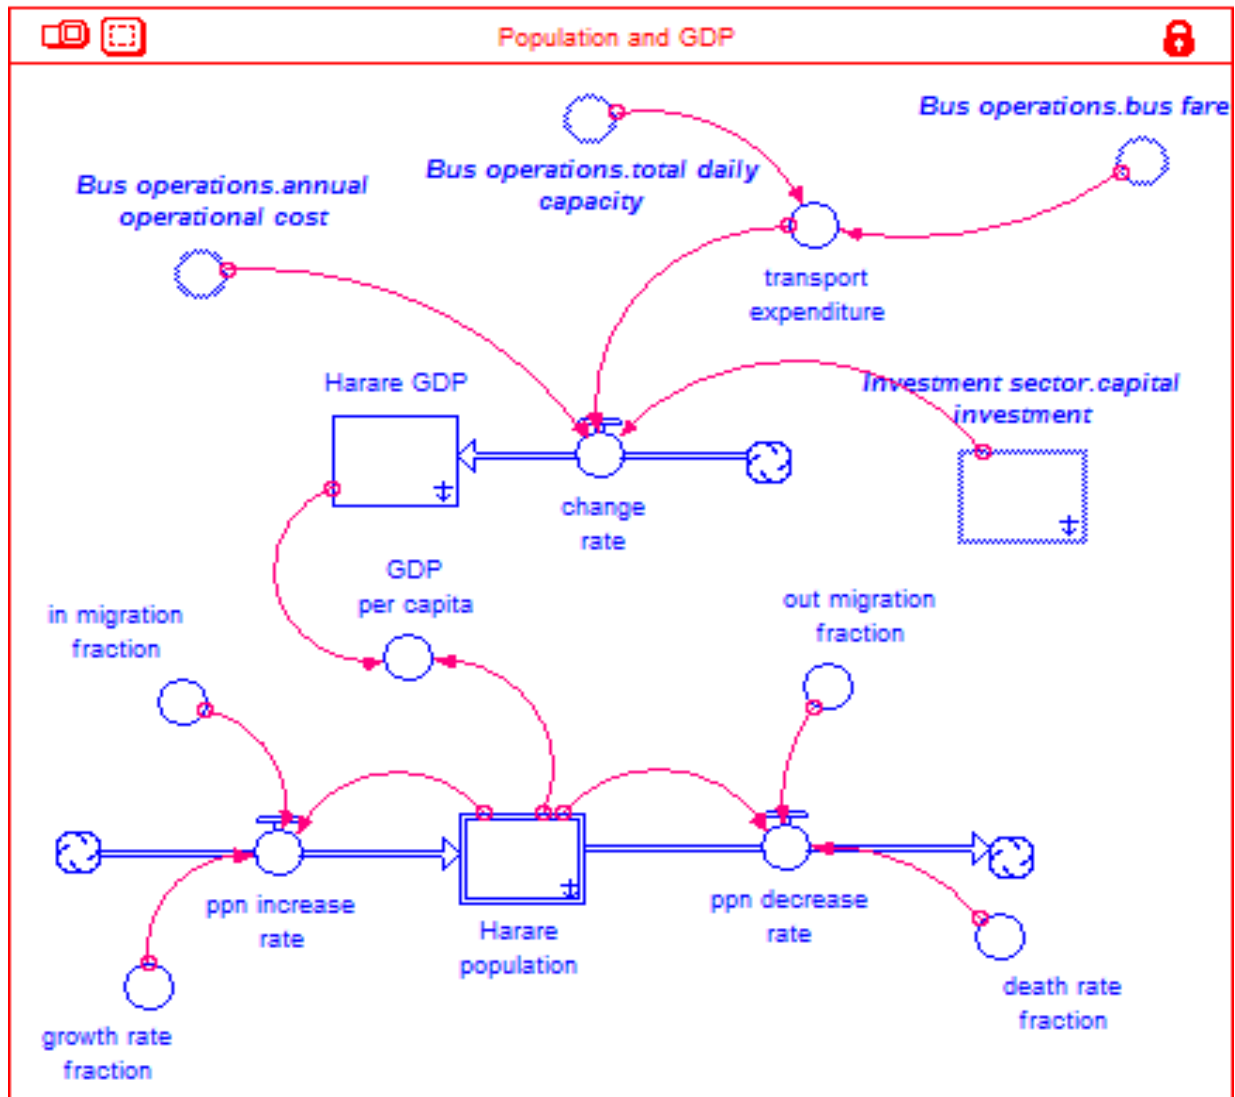 Population and GDP
Bus operations.bus fare
Bus operations.total daily
capacity
Bus operations.annual
operational cost
transport
expenditure
Harare GDP
Investment sector.capital
investment
change
rate
GDP
per capita
in migration
fraction
out migration
fraction
ppn increase
rate
Harare
population
ppn decrease
rate
growth rate
fraction
death rate
fraction